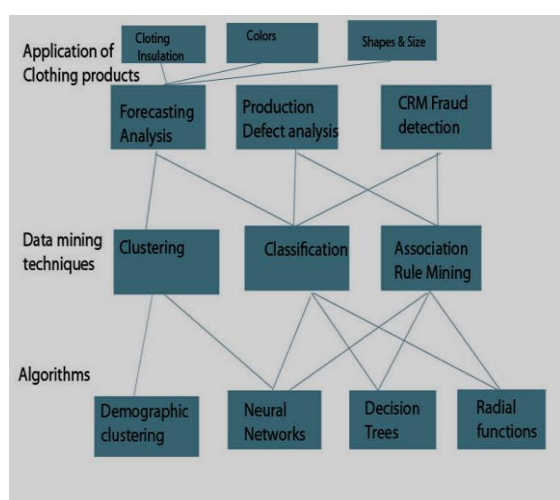 Application of
Clothing products
Cloting
Insulation
Colors
Shapes & Size
Forecasting
Analysis
Production
Defect analysis
CRM Fraud
detection
Data mining
techniques
Clustering
Classification
Association
Rule Mining
Algorithms
Demographic
clustering
Neural
Networks
Decision
Trees
Radial
functions